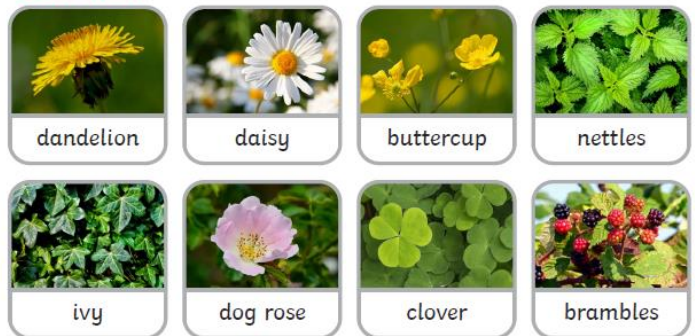 dandelion
daisy
buttercup
nettles
ivy
dog rose
clover
brambles